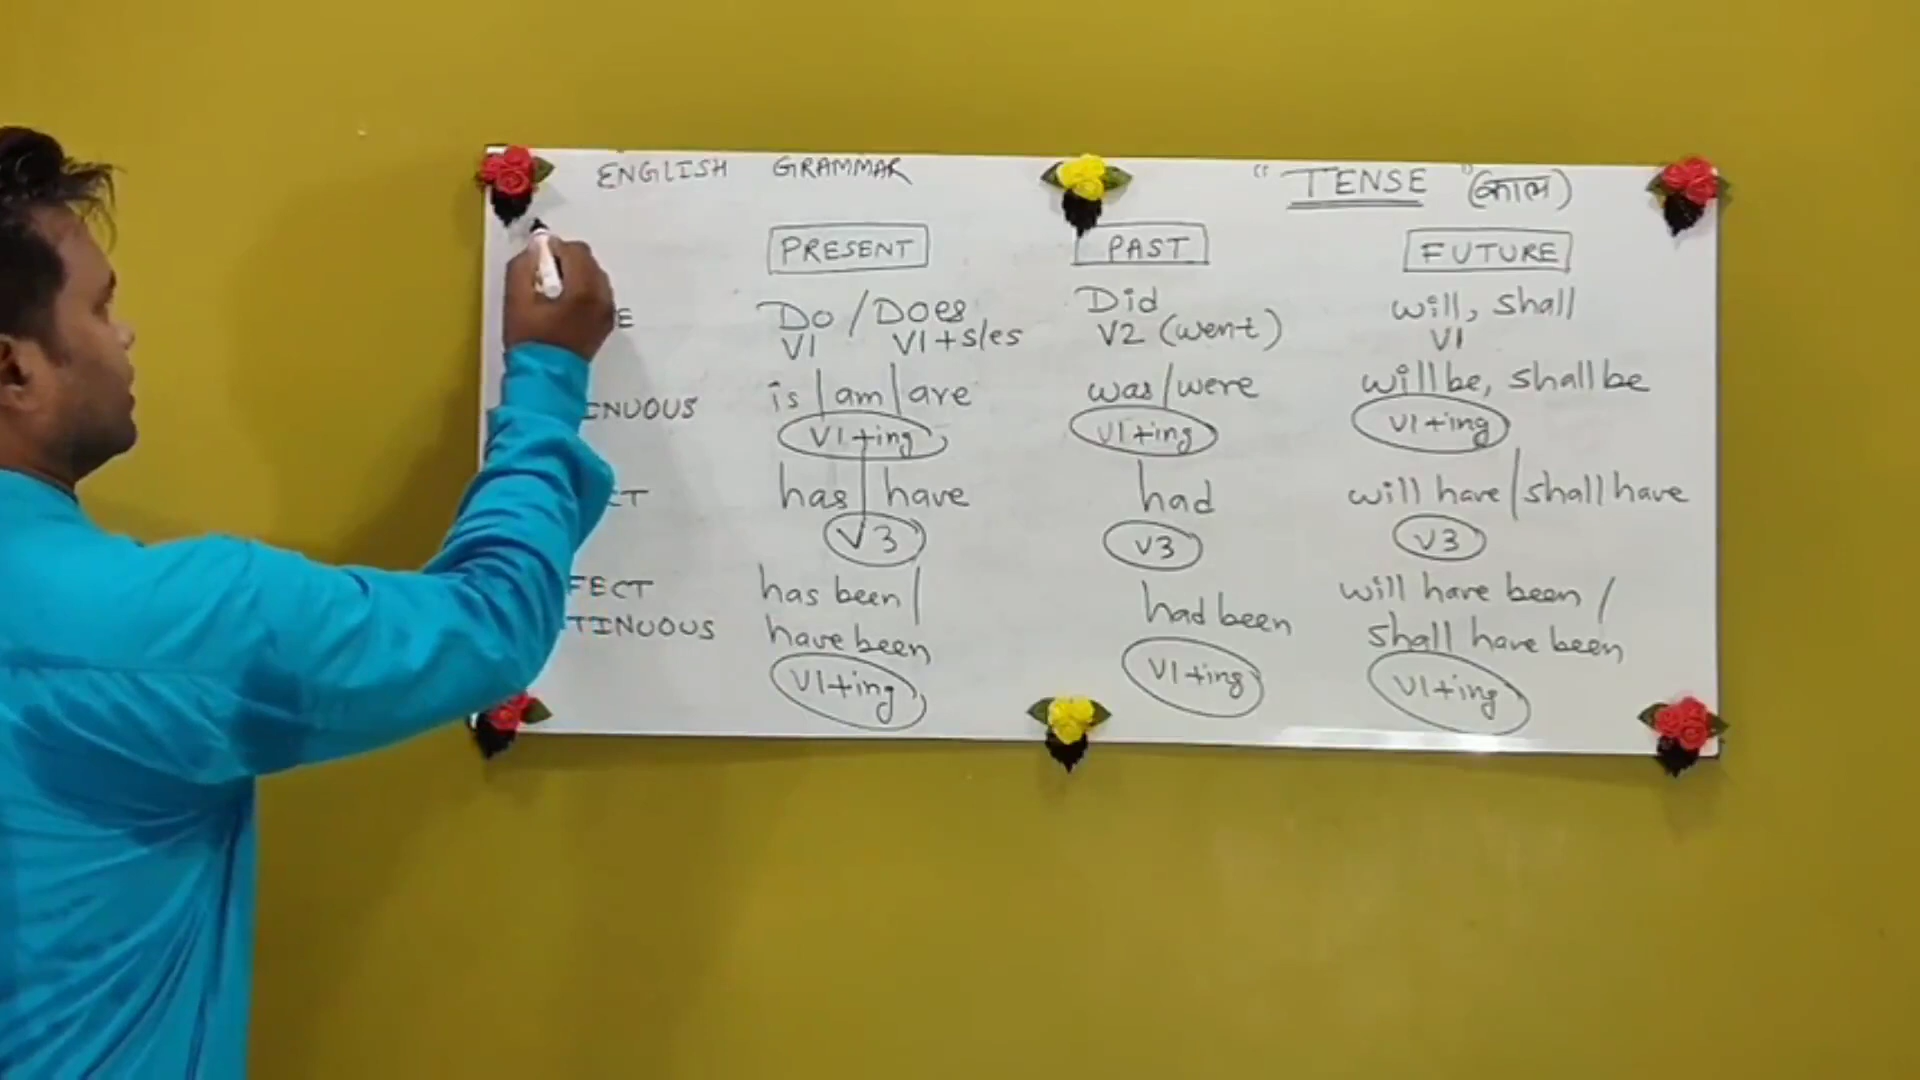 ENGLISH GRAMMAR " TENSE " (काल)
PRESENT PAST FUTURE
E Do / Does Did will, shall
V1 V1+s/es V2 (went) V1
INUOUS is | am | are was/were will be, shall be
V1+ing V1+ing V1+ing
CT has | have had will have / shall have
V3 V3 V3
FECT has been / had been will have been /
TINUOUS have been shall have been
V1+ing V1+ing V1+ing